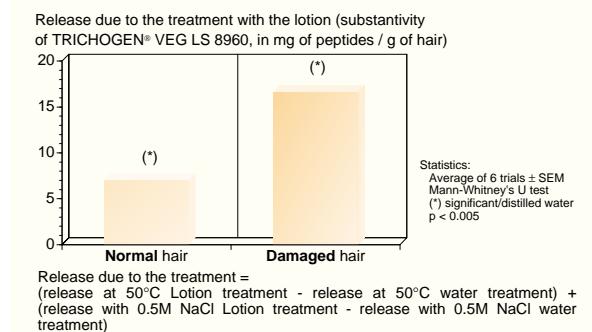 Release due to the treatment with the lotion (substantivity
of TRICHOGEN® VEG LS 8960, in mg of peptides / g of hair)
20
15
10
5
0
(*)
(*)
Normal hair
Damaged hair
Statistics:
Average of 6 trials ± SEM
Mann-Whitney's U test
(*) significant/distilled water
p < 0.005
Release due to the treatment =
(release at 50°C Lotion treatment - release at 50°C water treatment) +
(release with 0.5M NaCl Lotion treatment - release with 0.5M NaCl water
treatment)